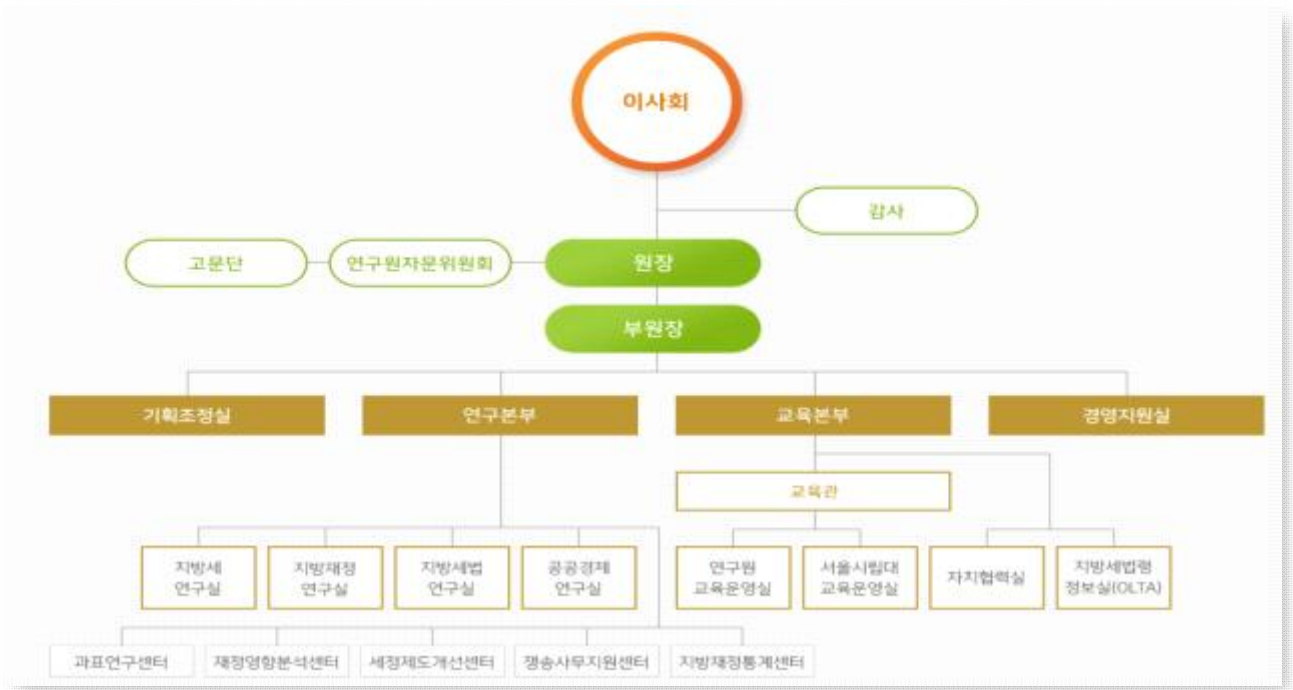 이사회
감사
고문단
연구원자문위원회
원장
부원장
기획조정실
연구본부
교육본부
경영지원실
교육관
지방세
연구실
지방재정
연구실
지방세법
연구실
공공경제
연구실
연구원
교육운영실
서울시립대
교육운영실
자치협력실
지방세법령
정보실(OLTA)
과표연구센터
재정영향분석센터
세정제도개선센터
쟁송사무지원센터
지방재정통계센터